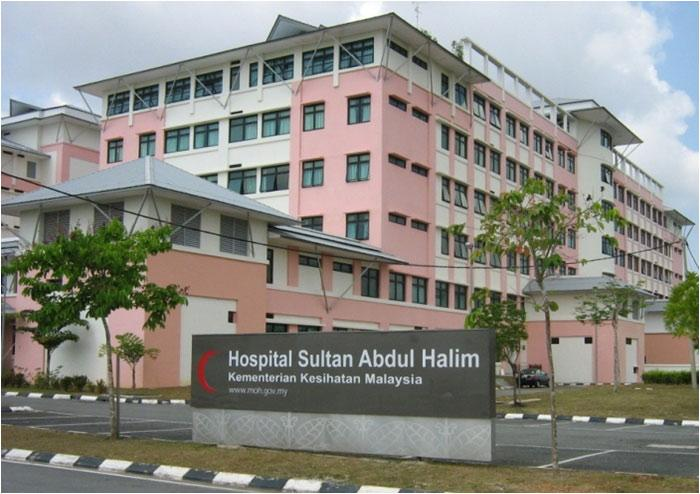 Hospital Sultan Abdul Halim
Kementerian Kesihatan Malaysia
www.moh.gov.my